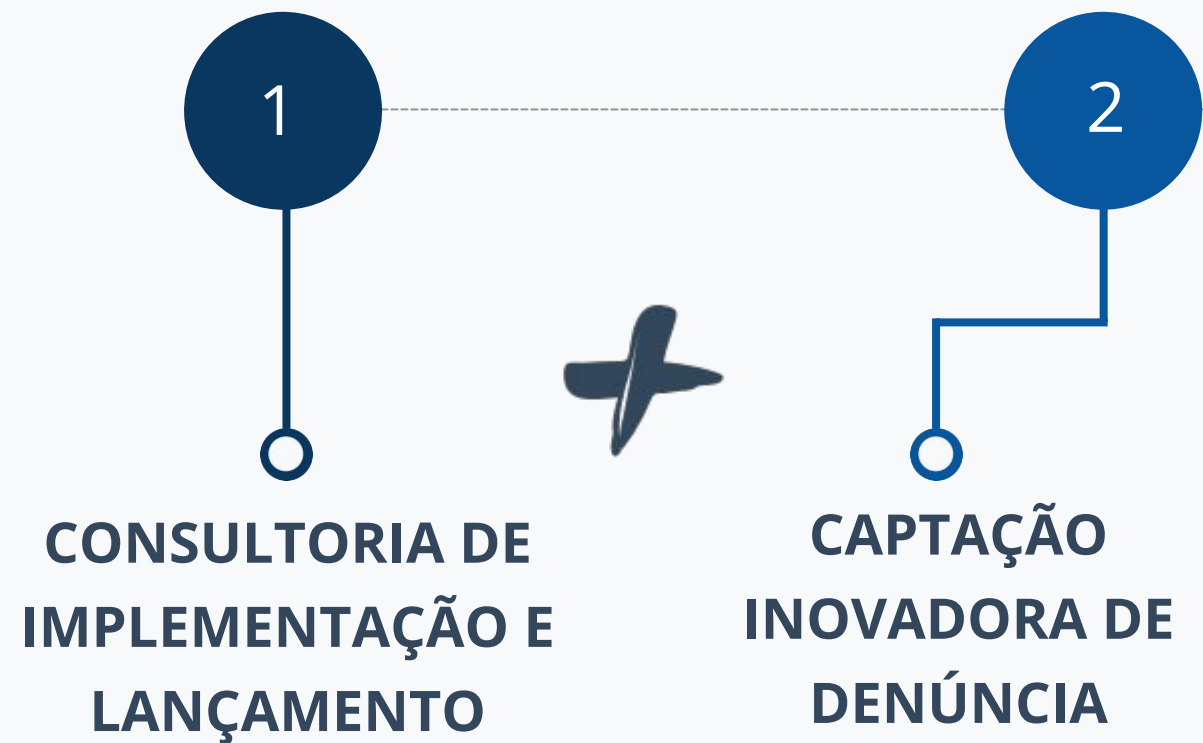 1
CONSULTORIA DE
IMPLEMENTAÇÃO E
LANÇAMENTO
2
CAPTAÇÃO
INOVADORA DE
DENÚNCIA